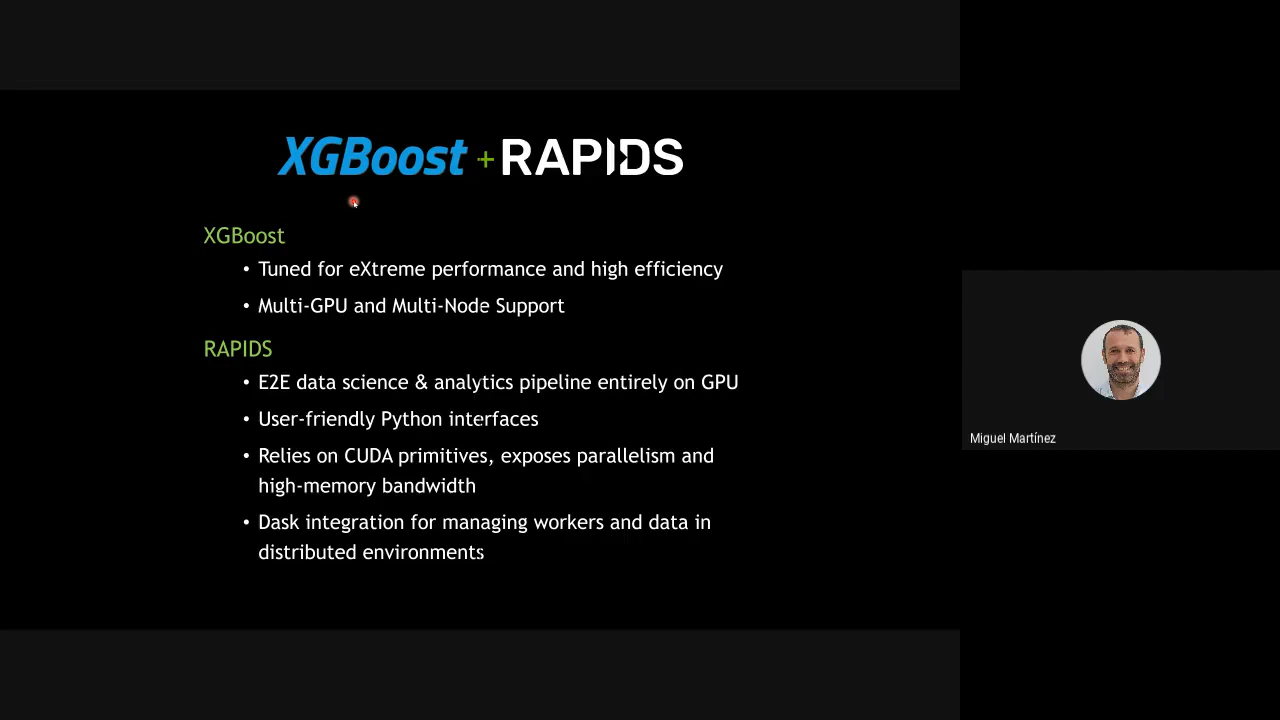 XGBoost + RAPIDS
XGBoost
• Tuned for eXtreme performance and high efficiency
• Multi-GPU and Multi-Node Support
RAPIDS
• E2E data science & analytics pipeline entirely on GPU
• User-friendly Python interfaces
• Relies on CUDA primitives, exposes parallelism and
high-memory bandwidth
• Dask integration for managing workers and data in
distributed environments
Miguel Martínez